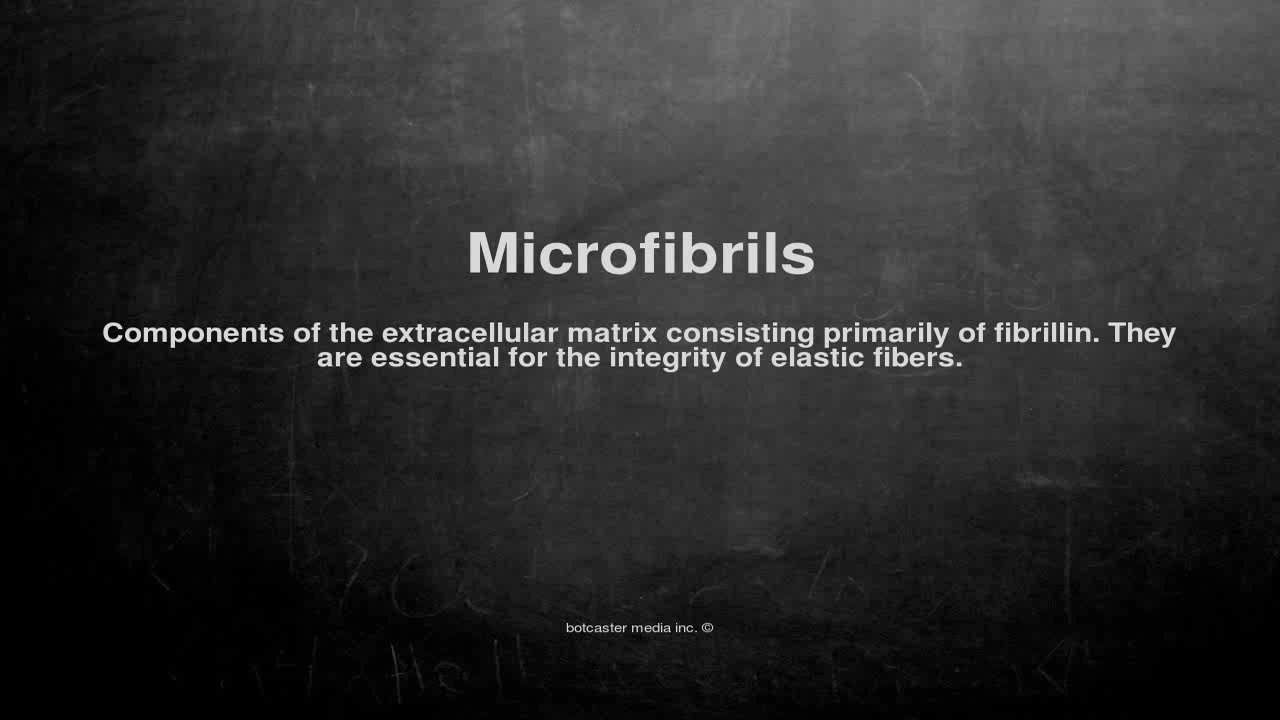 Microfibrils
Components of the extracellular matrix consisting primarily of fibrillin. They
are essential for the integrity of elastic fibers.
botcaster media inc. ©